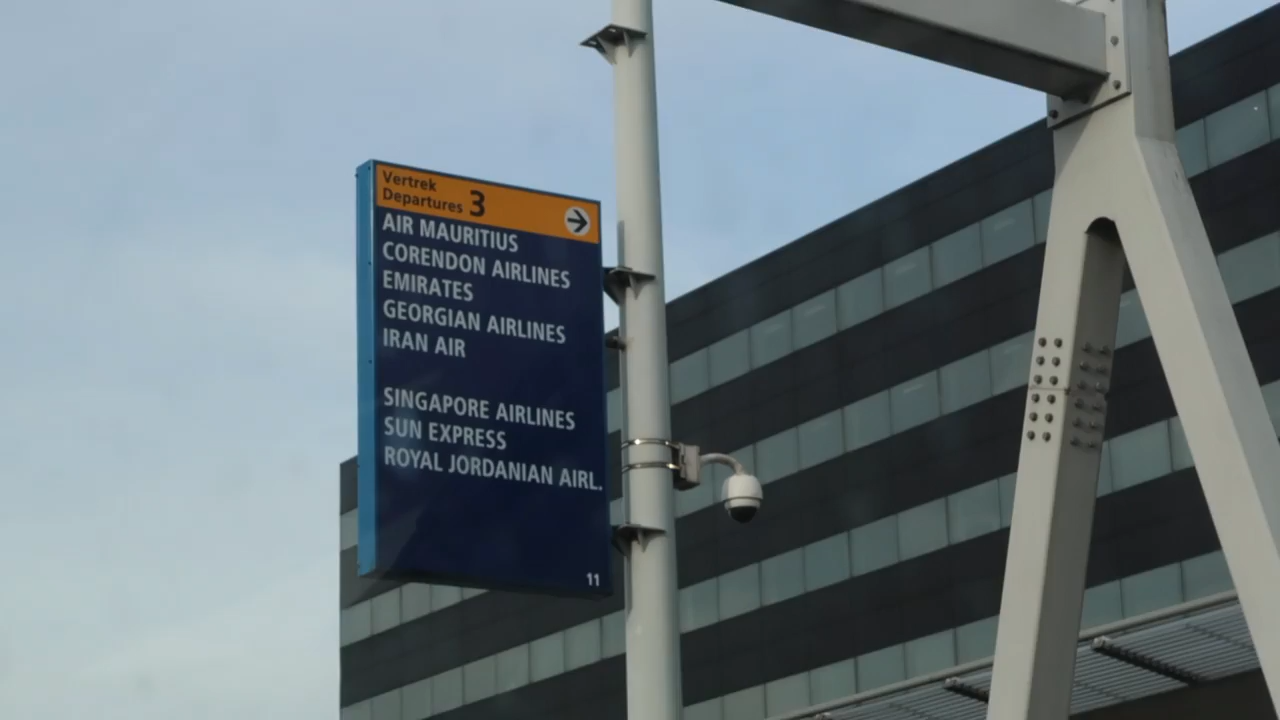 Vertrek
Departures 3
AIR MAURITIUS
CORENDON AIRLINES
EMIRATES
GEORGIAN AIRLINES
IRAN AIR
SINGAPORE AIRLINES
SUN EXPRESS
ROYAL JORDANIAN AIRL.
11